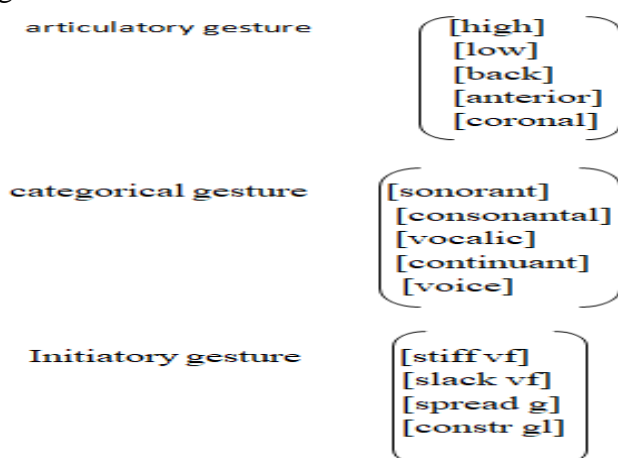 articulatory gesture [high]
[low]
[back]
[anterior]
[coronal]
categorical gesture [sonorant]
[consonantal]
[vocalic]
[continuant]
[voice]
Initiatory gesture [stiff vf]
[slack vf]
[spread g]
[constr gl]